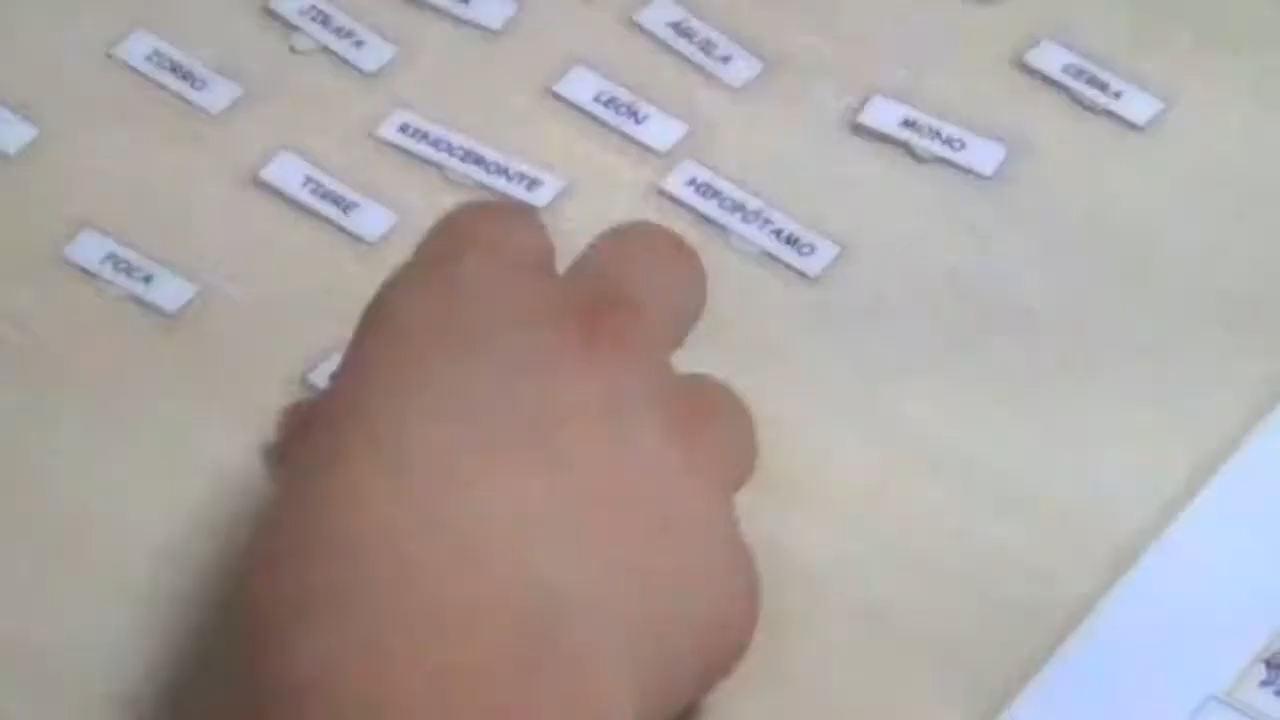 JIRAFA
ÁGUILA
ZORRO
LEÓN
CEBRA
MONO
RINOCERONTE
TIGRE
HIPOPÓTAMO
FOCA